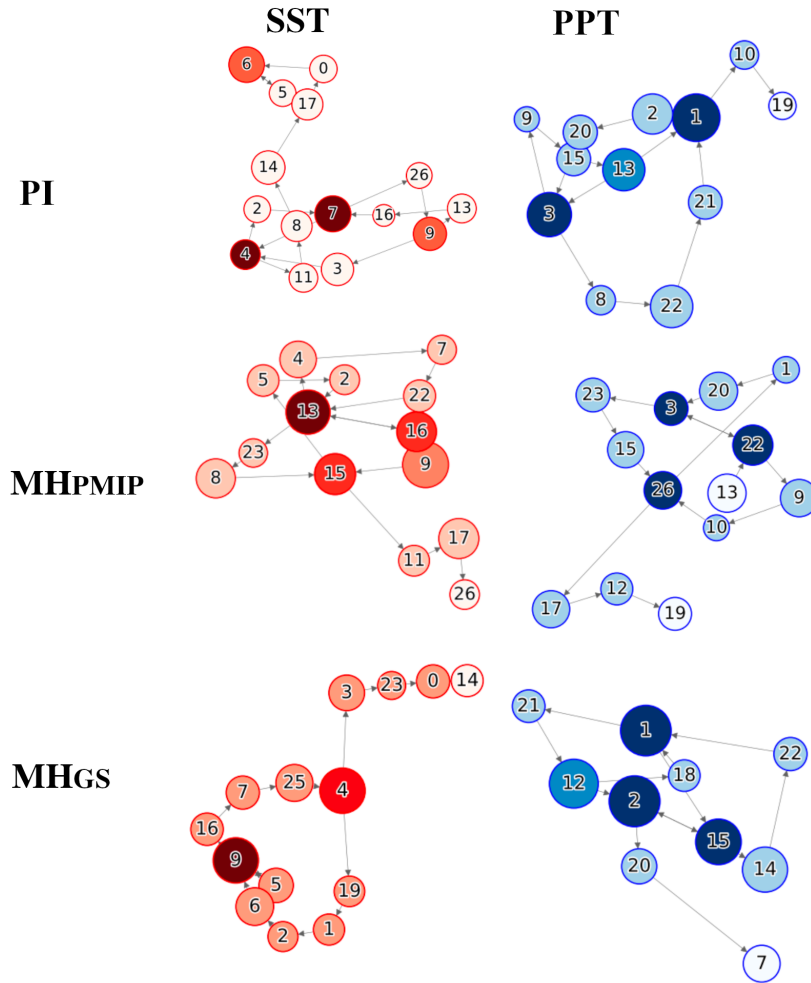 SST PPT
6 0 10
5 17 19
9 20 2 1
14 15 13
PI
26
2 7 16 13 3 21
8 9
4 11 3
8 22
4 7 1
5 2 23 20
13 22 3
16 22
23 15
MHPMIP 8 15 9 26 13 9
10
11 17
26 17 12 19
3 23 0 14 21
1
MHGS 7 25 4 12 18 22
16 2
9 15
5 19 20 14
6
2 1
7